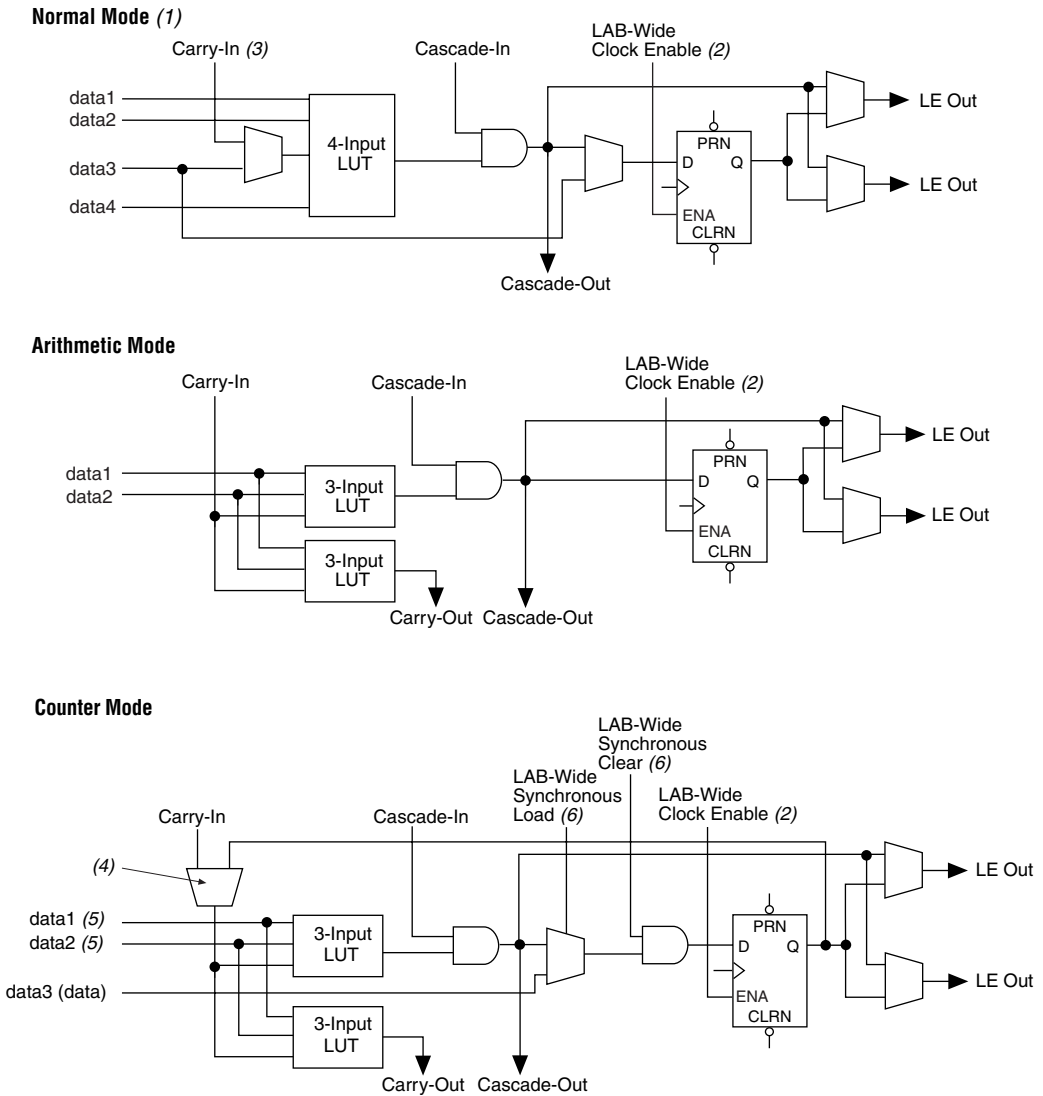 Normal Mode (1)
Carry-In (3)
Cascade-In
LAB-Wide
Clock Enable (2)
data1
data2
data3
data4
4-Input
LUT
PRN
D
Q
ENA
CLRN
LE Out
LE Out
Cascade-Out
Arithmetic Mode
Carry-In
Cascade-In
LAB-Wide
Clock Enable (2)
data1
data2
3-Input
LUT
3-Input
LUT
PRN
D
Q
ENA
CLRN
LE Out
LE Out
Carry-Out
Cascade-Out
Counter Mode
Carry-In
Cascade-In
LAB-Wide
Synchronous
Load (6)
LAB-Wide
Synchronous
Clear (6)
LAB-Wide
Clock Enable (2)
(4)
data1 (5)
data2 (5)
data3 (data)
3-Input
LUT
3-Input
LUT
PRN
D
Q
ENA
CLRN
LE Out
LE Out
Carry-Out
Cascade-Out